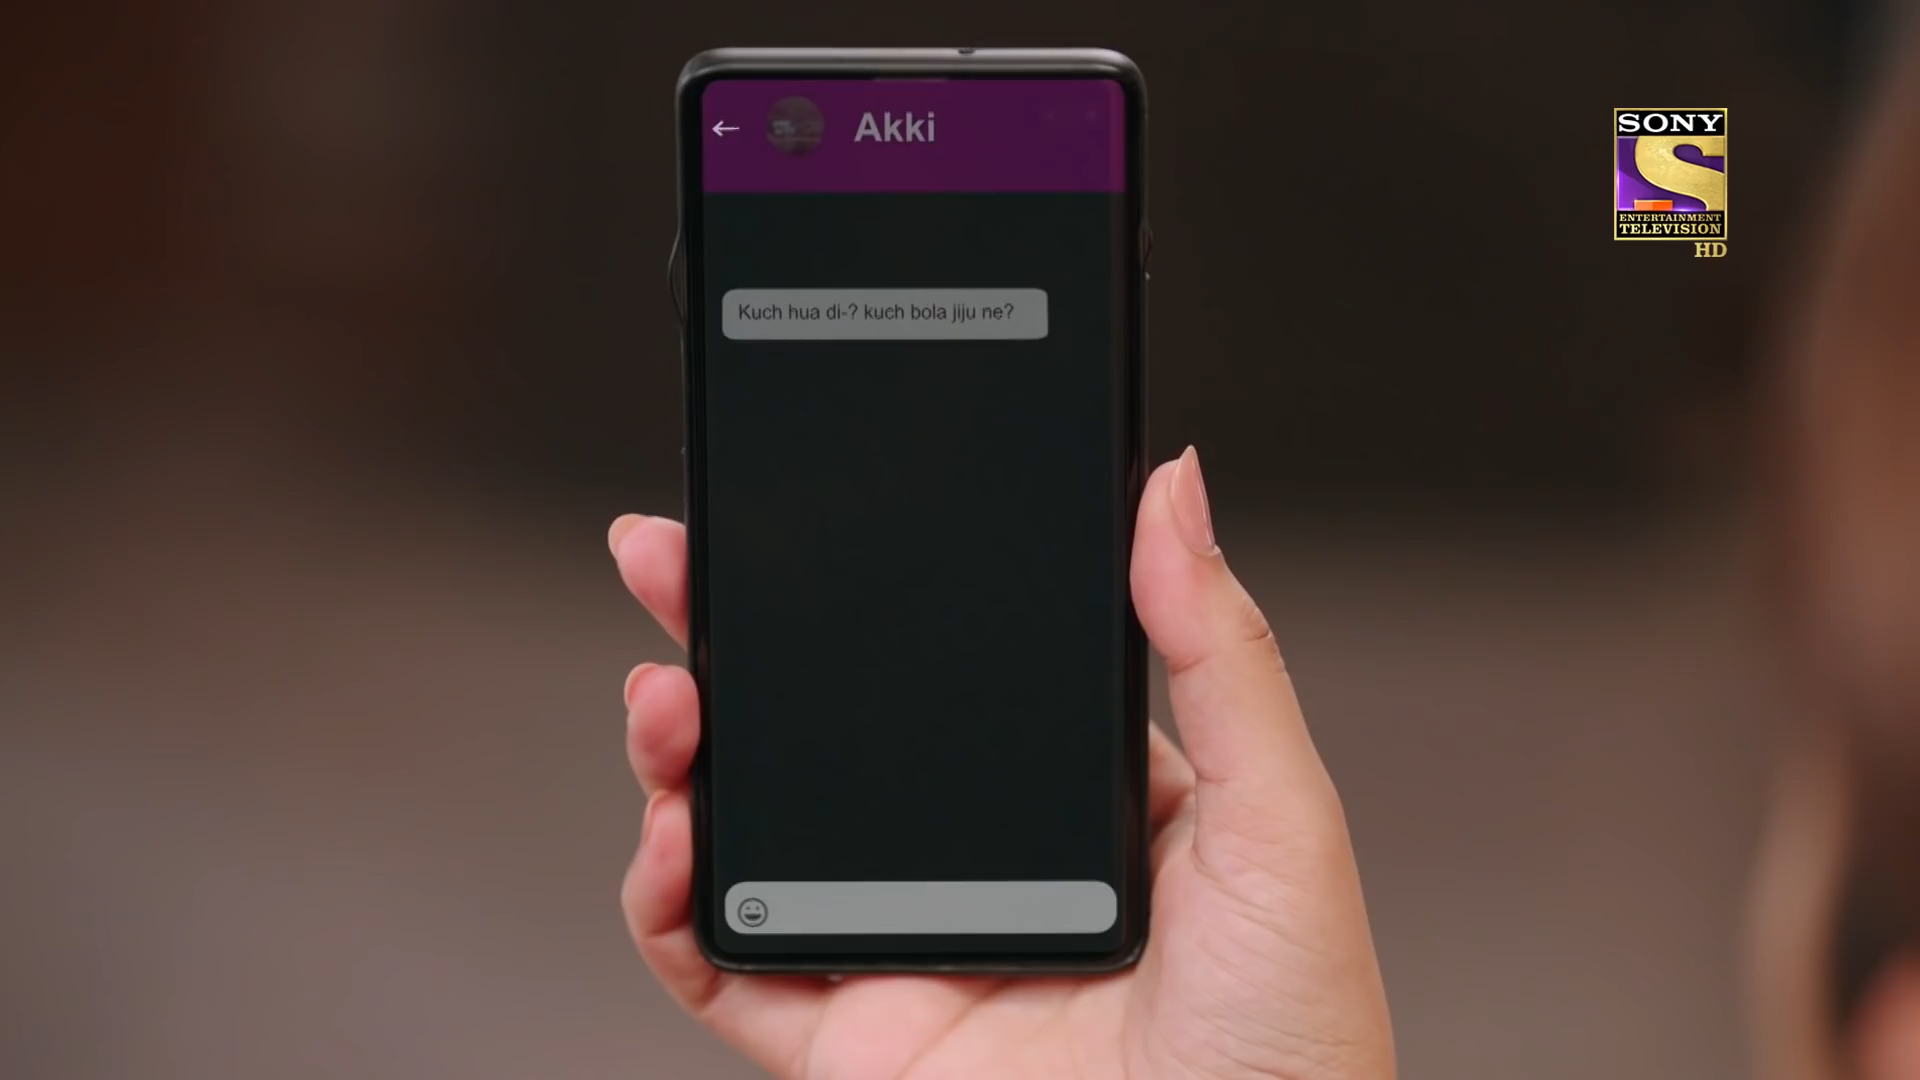 Akki
SONY
ENTERTAINMENT
TELEVISION
HD
Kuch hua di-? kuch bola jiju ne?